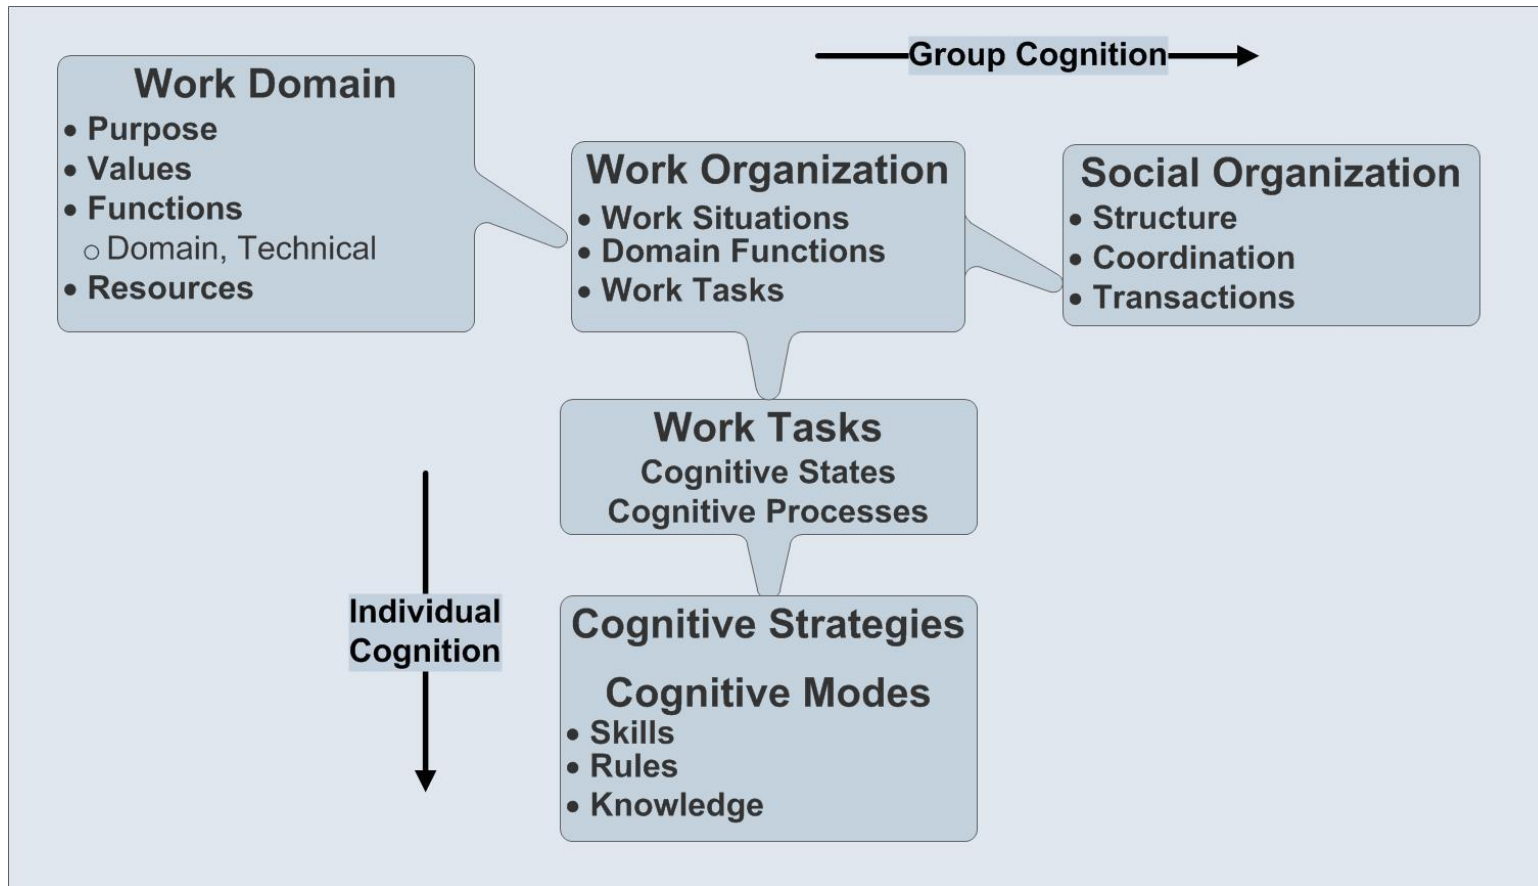 Group Cognition
Work Domain
• Purpose
• Values
• Functions
○ Domain, Technical
• Resources
Work Organization
• Work Situations
• Domain Functions
• Work Tasks
Social Organization
• Structure
• Coordination
• Transactions
Work Tasks
Cognitive States
Cognitive Processes
Individual
Cognition
Cognitive Strategies
Cognitive Modes
• Skills
• Rules
• Knowledge